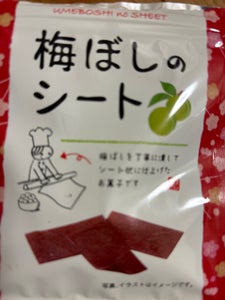 UMEBOSHI no SHEET
梅ぼしの
シート
梅ぼしを丁寧に漉して
シート状に仕上げた
お菓子です
写真、イラストはイメージです。